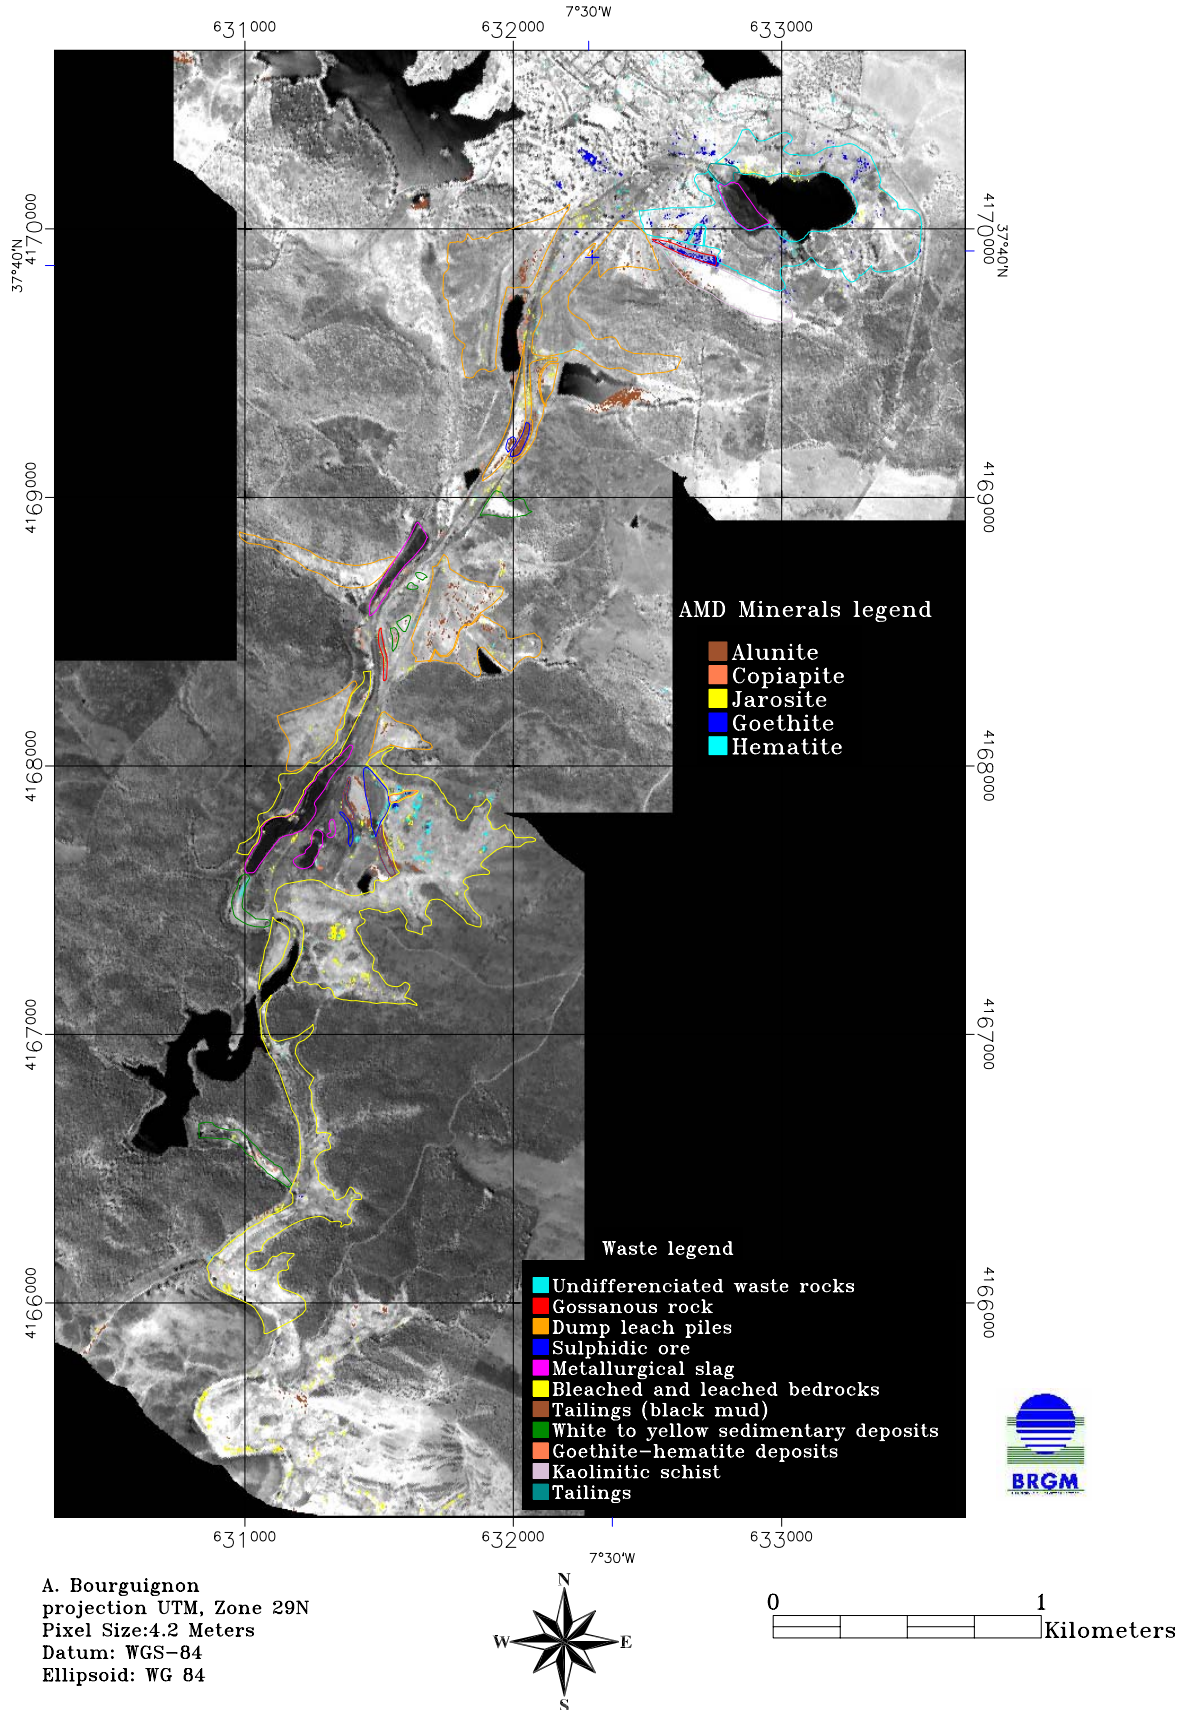 7°30'W
631000 632000 633000
4170000
37°40'N
4170000
37°40'N
4169000
4169000
AMD Minerals legend
Alunite
Copiapite
Jarosite
Goethite
Hematite
4168000
4168000
4167000
4167000
Waste legend
4166000
4166000
Undifferenciated waste rocks
Gossanous rock
Dump leach piles
Sulphidic ore
Metallurgical slag
Bleached and leached bedrocks
Tailings (black mud)
White to yellow sedimentary deposits
Goethite-hematite deposits
Kaolinitic schist
Tailings
BRGM
631000 632000 633000
7°30'W
A. Bourguignon
projection UTM, Zone 29N
Pixel Size:4.2 Meters
Datum: WGS-84
Ellipsoid: WG 84
N
W E
S
0 1
Kilometers